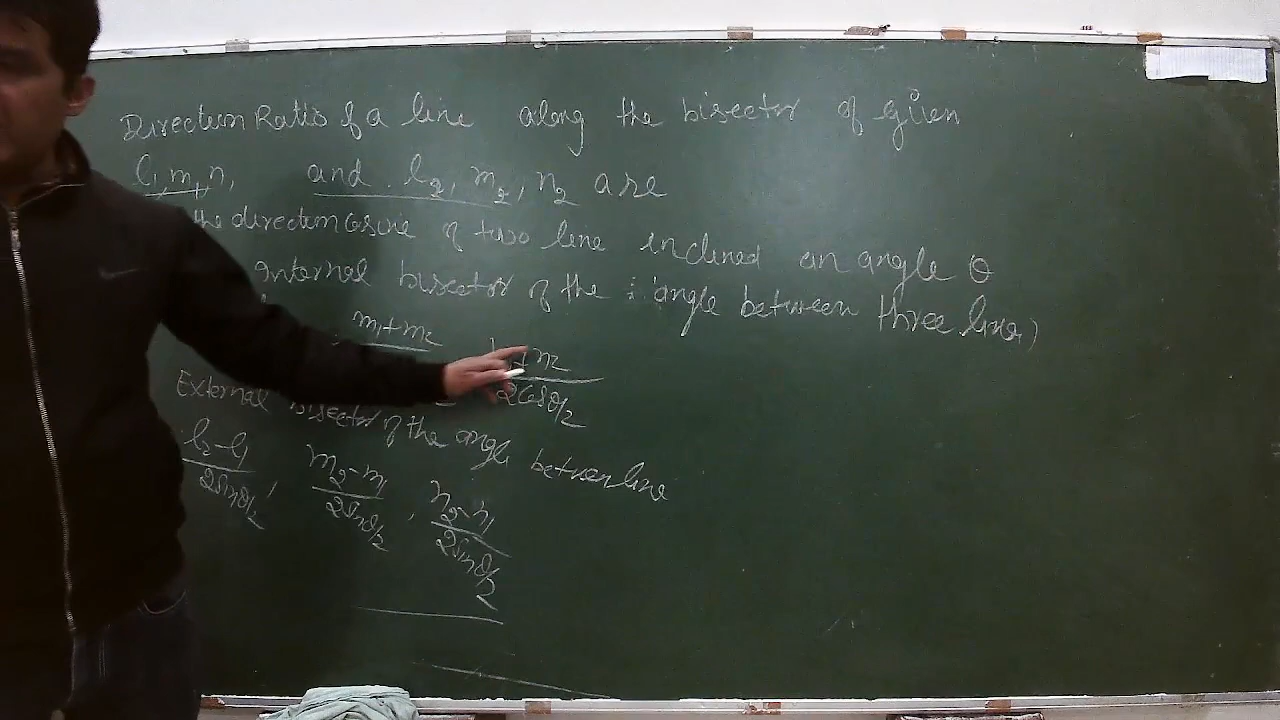 Direction Ratio of a line along the bisector of given
l₁, m₁, n₁ and l₂, m₂, n₂ are
the direction cosine of two line inclined an angle θ
Internal bisector of the angle between three line)
m₁+m₂
n₂ / 2Cosθ/2
External bisector of the angle between line
l₂-l₁ / 2sinθ/2, m₂-m₁ / 2sinθ/2, n₂-n₁ / 2sinθ/2